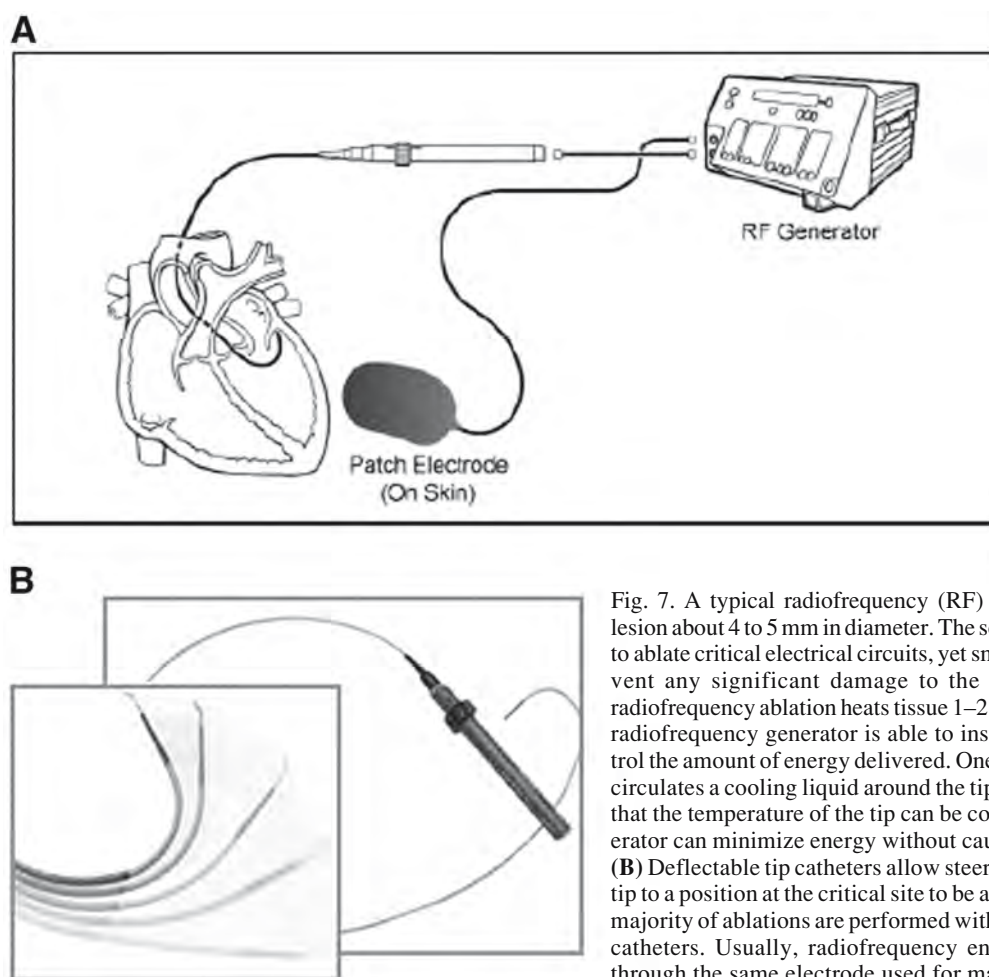 A
RF Generator
Patch Electrode
(On Skin)
B
Fig. 7. A typical radiofrequency (RF)
lesion about 4 to 5 mm in diameter. The
to ablate critical electrical circuits, yet
vent any significant damage to the
radiofrequency ablation heats tissue 1–2
radiofrequency generator is able to
trol the amount of energy delivered. One
circulates a cooling liquid around the tip
that the temperature of the tip can be
erator can minimize energy without
(B) Deflectable tip catheters allow
tip to a position at the critical site to be
majority of ablations are performed
catheters. Usually, radiofrequency
through the same electrode used for